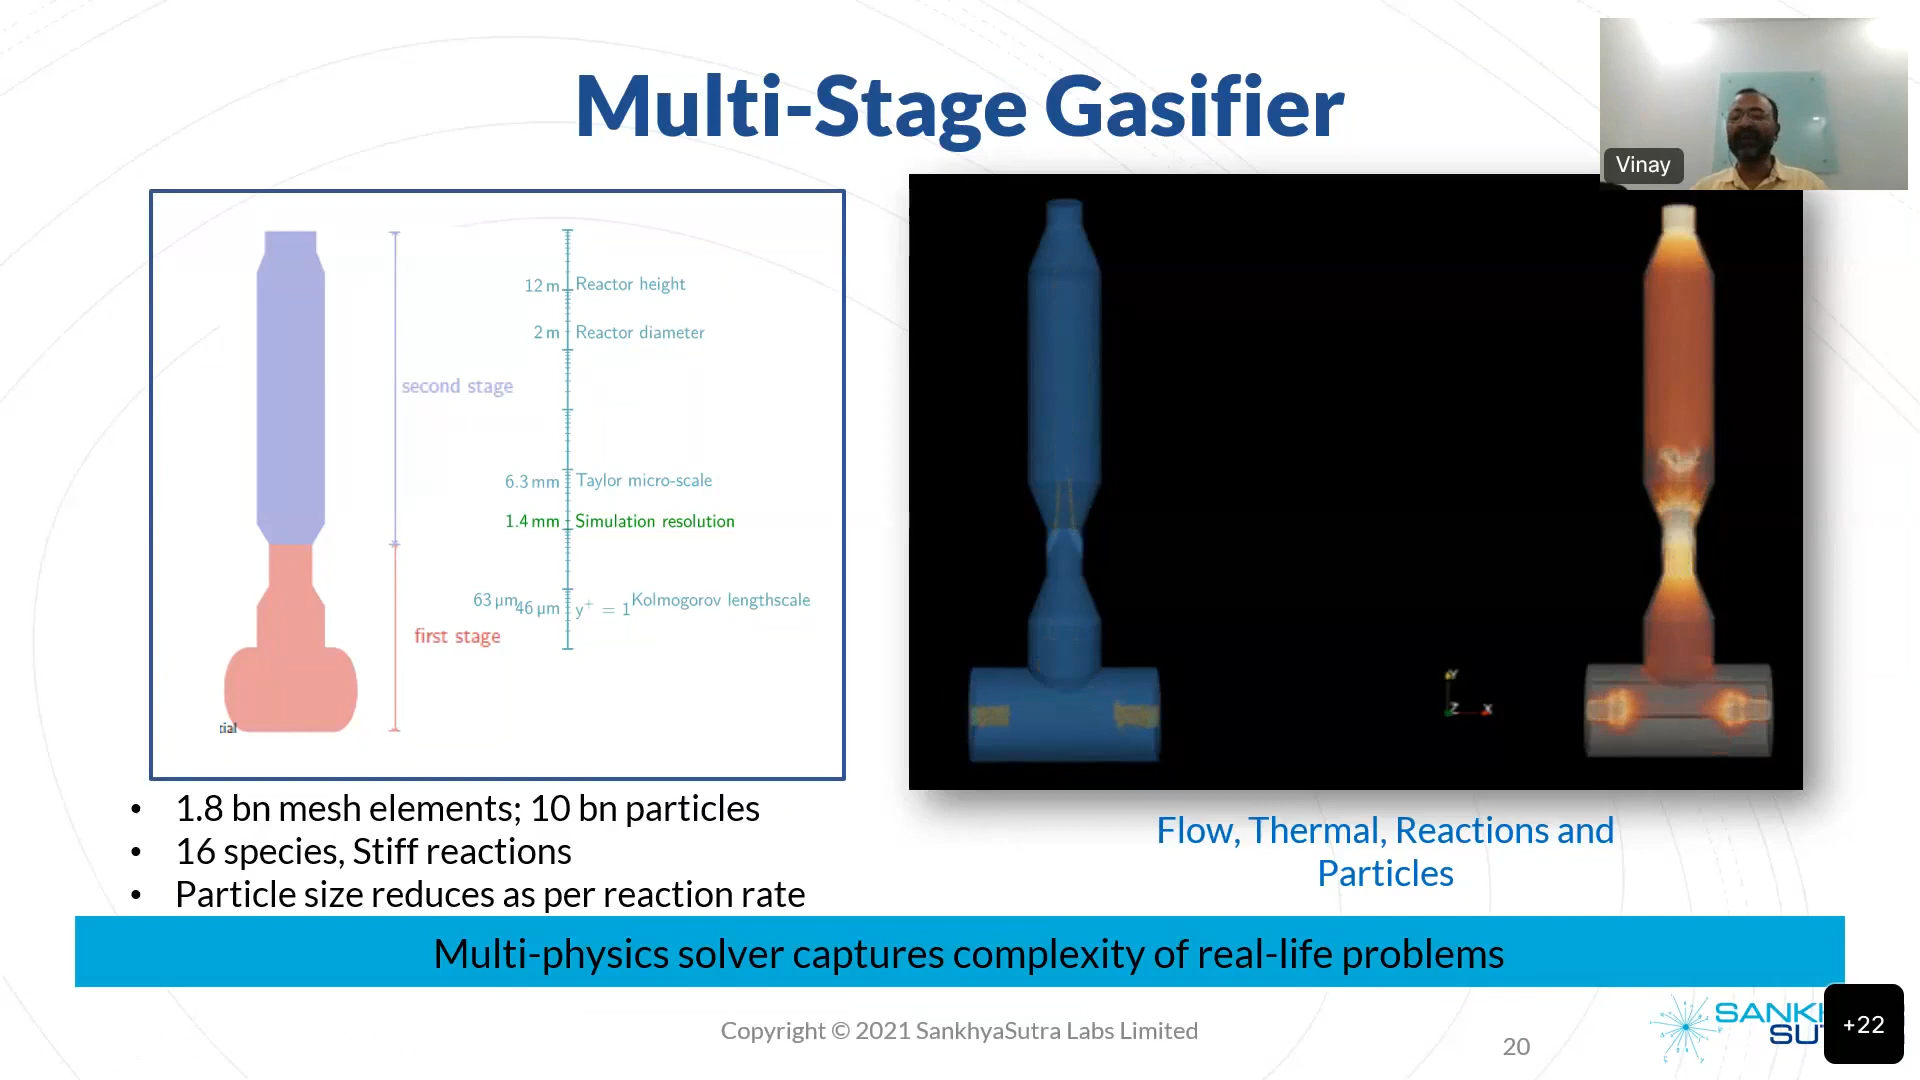 Multi-Stage Gasifier
Vinay
12 m Reactor height
2 m Reactor diameter
second stage
6.3 mm Taylor micro-scale
1.4 mm Simulation resolution
63 µm 46 µm y⁺ = 1 Kolmogorov lengthscale
first stage
tial
Y
Z X
• 1.8 bn mesh elements; 10 bn particles
• 16 species, Stiff reactions
• Particle size reduces as per reaction rate
Flow, Thermal, Reactions and
Particles
Multi-physics solver captures complexity of real-life problems
Copyright © 2021 SankhyaSutra Labs Limited
20
SANKH
SU
+22